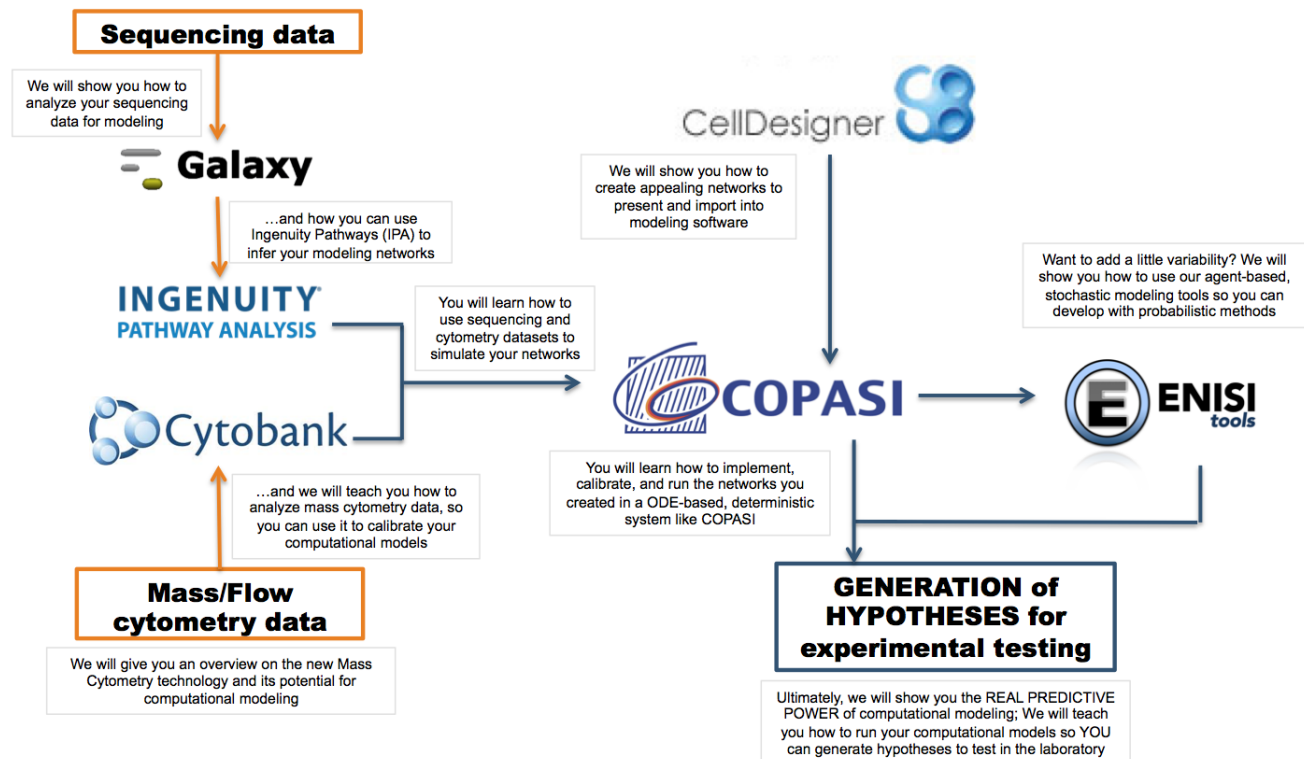 Sequencing data
We will show you how to
analyze your sequencing
data for modeling
Galaxy
…and how you can use
Ingenuity Pathways (IPA) to
infer your modeling networks
INGENUITY®
PATHWAY ANALYSIS
You will learn how to
use sequencing and
cytometry datasets to
simulate your networks
Cytobank
…and we will teach you how to
analyze mass cytometry data, so
you can use it to calibrate your
computational models
Mass/Flow
cytometry data
We will give you an overview on the new Mass
Cytometry technology and its potential for
computational modeling
CellDesigner
We will show you how to
create appealing networks to
present and import into
modeling software
COPASI
You will learn how to implement,
calibrate, and run the networks you
created in a ODE-based, deterministic
system like COPASI
Want to add a little variability? We will
show you how to use our agent-based,
stochastic modeling tools so you can
develop with probabilistic methods
E
ENISI
tools
GENERATION of
HYPOTHESES for
experimental testing
Ultimately, we will show you the REAL PREDICTIVE
POWER of computational modeling; We will teach
you how to run your computational models so YOU
can generate hypotheses to test in the laboratory